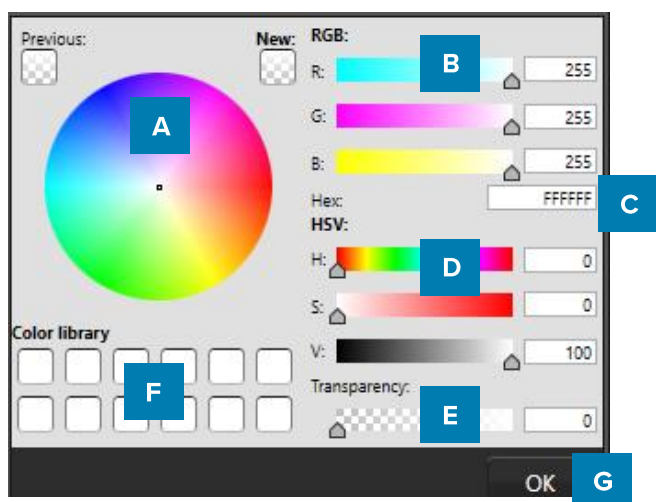 Previous:
New:
A
Color library
F
RGB:
R:
B
255
G:
255
B:
255
Hex:
FFFFFF
C
HSV:
H:
D
0
S:
0
V:
100
Transparency:
E
0
OK
G